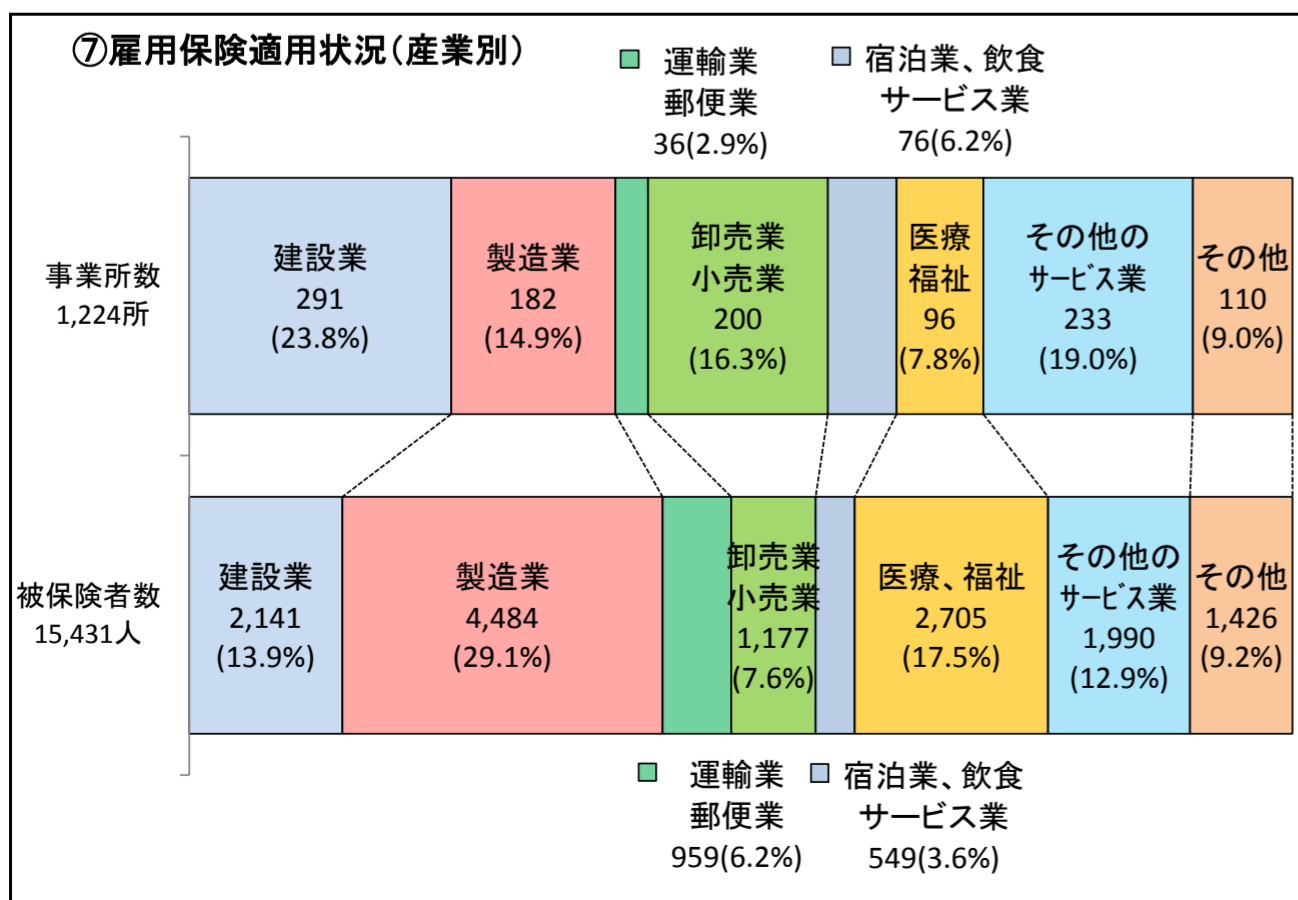 ⑦雇用保険適用状況(産業別)
運輸業
郵便業
36(2.9%)
宿泊業、飲食
サービス業
76(6.2%)
事業所数
1,224所
建設業
291
(23.8%)
製造業
182
(14.9%)
卸売業
小売業
200
(16.3%)
医療
福祉
96
(7.8%)
その他の
ｻｰﾋﾞｽ業
233
(19.0%)
その他
110
(9.0%)
被保険者数
15,431人
建設業
2,141
(13.9%)
製造業
4,484
(29.1%)
卸売業
小売業
1,177
(7.6%)
医療、福祉
2,705
(17.5%)
その他の
ｻｰﾋﾞｽ業
1,990
(12.9%)
その他
1,426
(9.2%)
運輸業
郵便業
959(6.2%)
宿泊業、飲食
サービス業
549(3.6%)